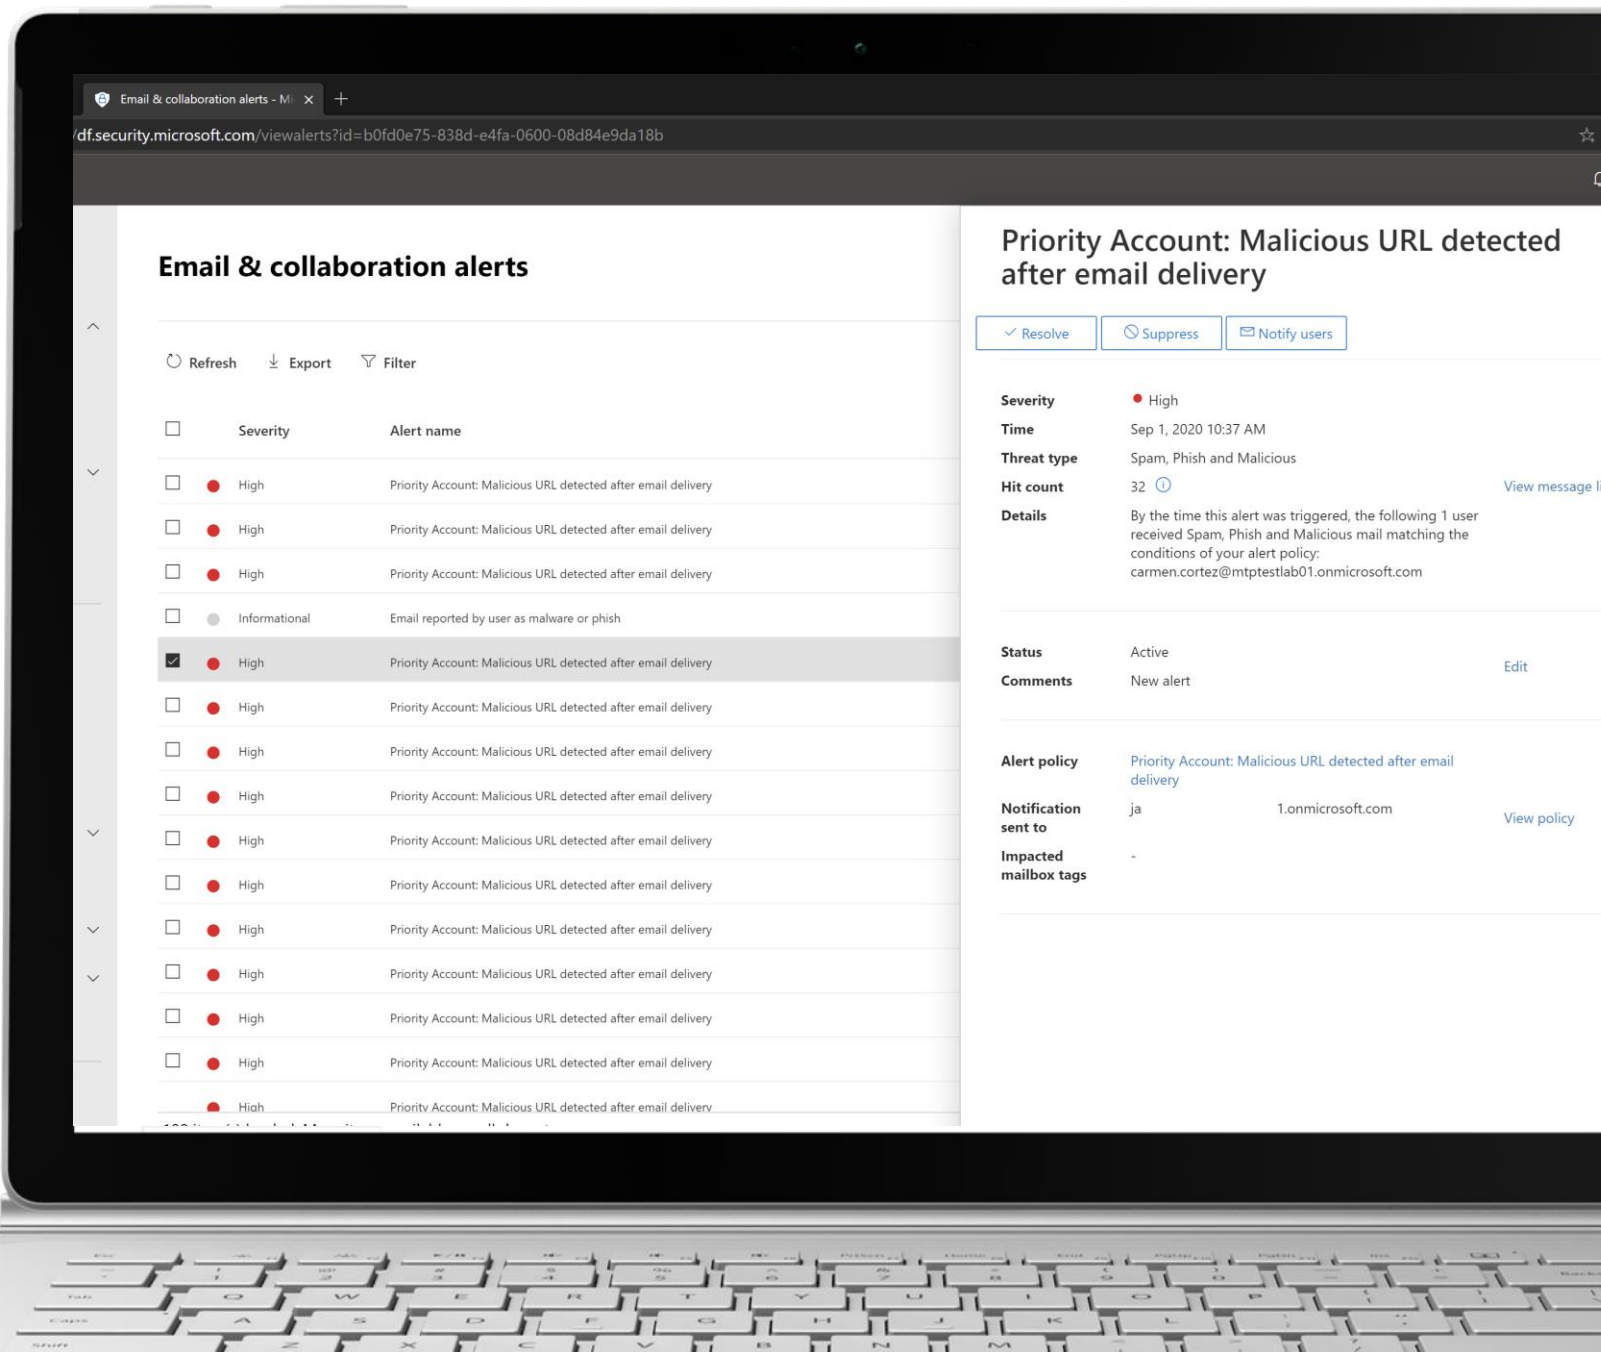 Email & collaboration alerts - Mi
df.security.microsoft.com/viewalerts?id=b0fd0e75-838d-e4fa-0600-08d84e9da18b
Email & collaboration alerts
Refresh Export Filter
Severity Alert name
High Priority Account: Malicious URL detected after email delivery
High Priority Account: Malicious URL detected after email delivery
High Priority Account: Malicious URL detected after email delivery
Informational Email reported by user as malware or phish
High Priority Account: Malicious URL detected after email delivery
High Priority Account: Malicious URL detected after email delivery
High Priority Account: Malicious URL detected after email delivery
High Priority Account: Malicious URL detected after email delivery
High Priority Account: Malicious URL detected after email delivery
High Priority Account: Malicious URL detected after email delivery
High Priority Account: Malicious URL detected after email delivery
High Priority Account: Malicious URL detected after email delivery
High Priority Account: Malicious URL detected after email delivery
High Priority Account: Malicious URL detected after email delivery
High Priority Account: Malicious URL detected after email delivery
Priority Account: Malicious URL detected
after email delivery
Resolve Suppress Notify users
Severity High
Time Sep 1, 2020 10:37 AM
Threat type Spam, Phish and Malicious
Hit count 32 View message li
Details By the time this alert was triggered, the following 1 user
received Spam, Phish and Malicious mail matching the
conditions of your alert policy:
carmen.cortez@mtptestlab01.onmicrosoft.com
Status Active
Edit
Comments New alert
Alert policy Priority Account: Malicious URL detected after email
delivery
Notification ja 1.onmicrosoft.com
sent to View policy
Impacted -
mailbox tags
Tab Q W E R T Y U I O P
Caps A S D F G H J K L
Shift Z X C V B N M